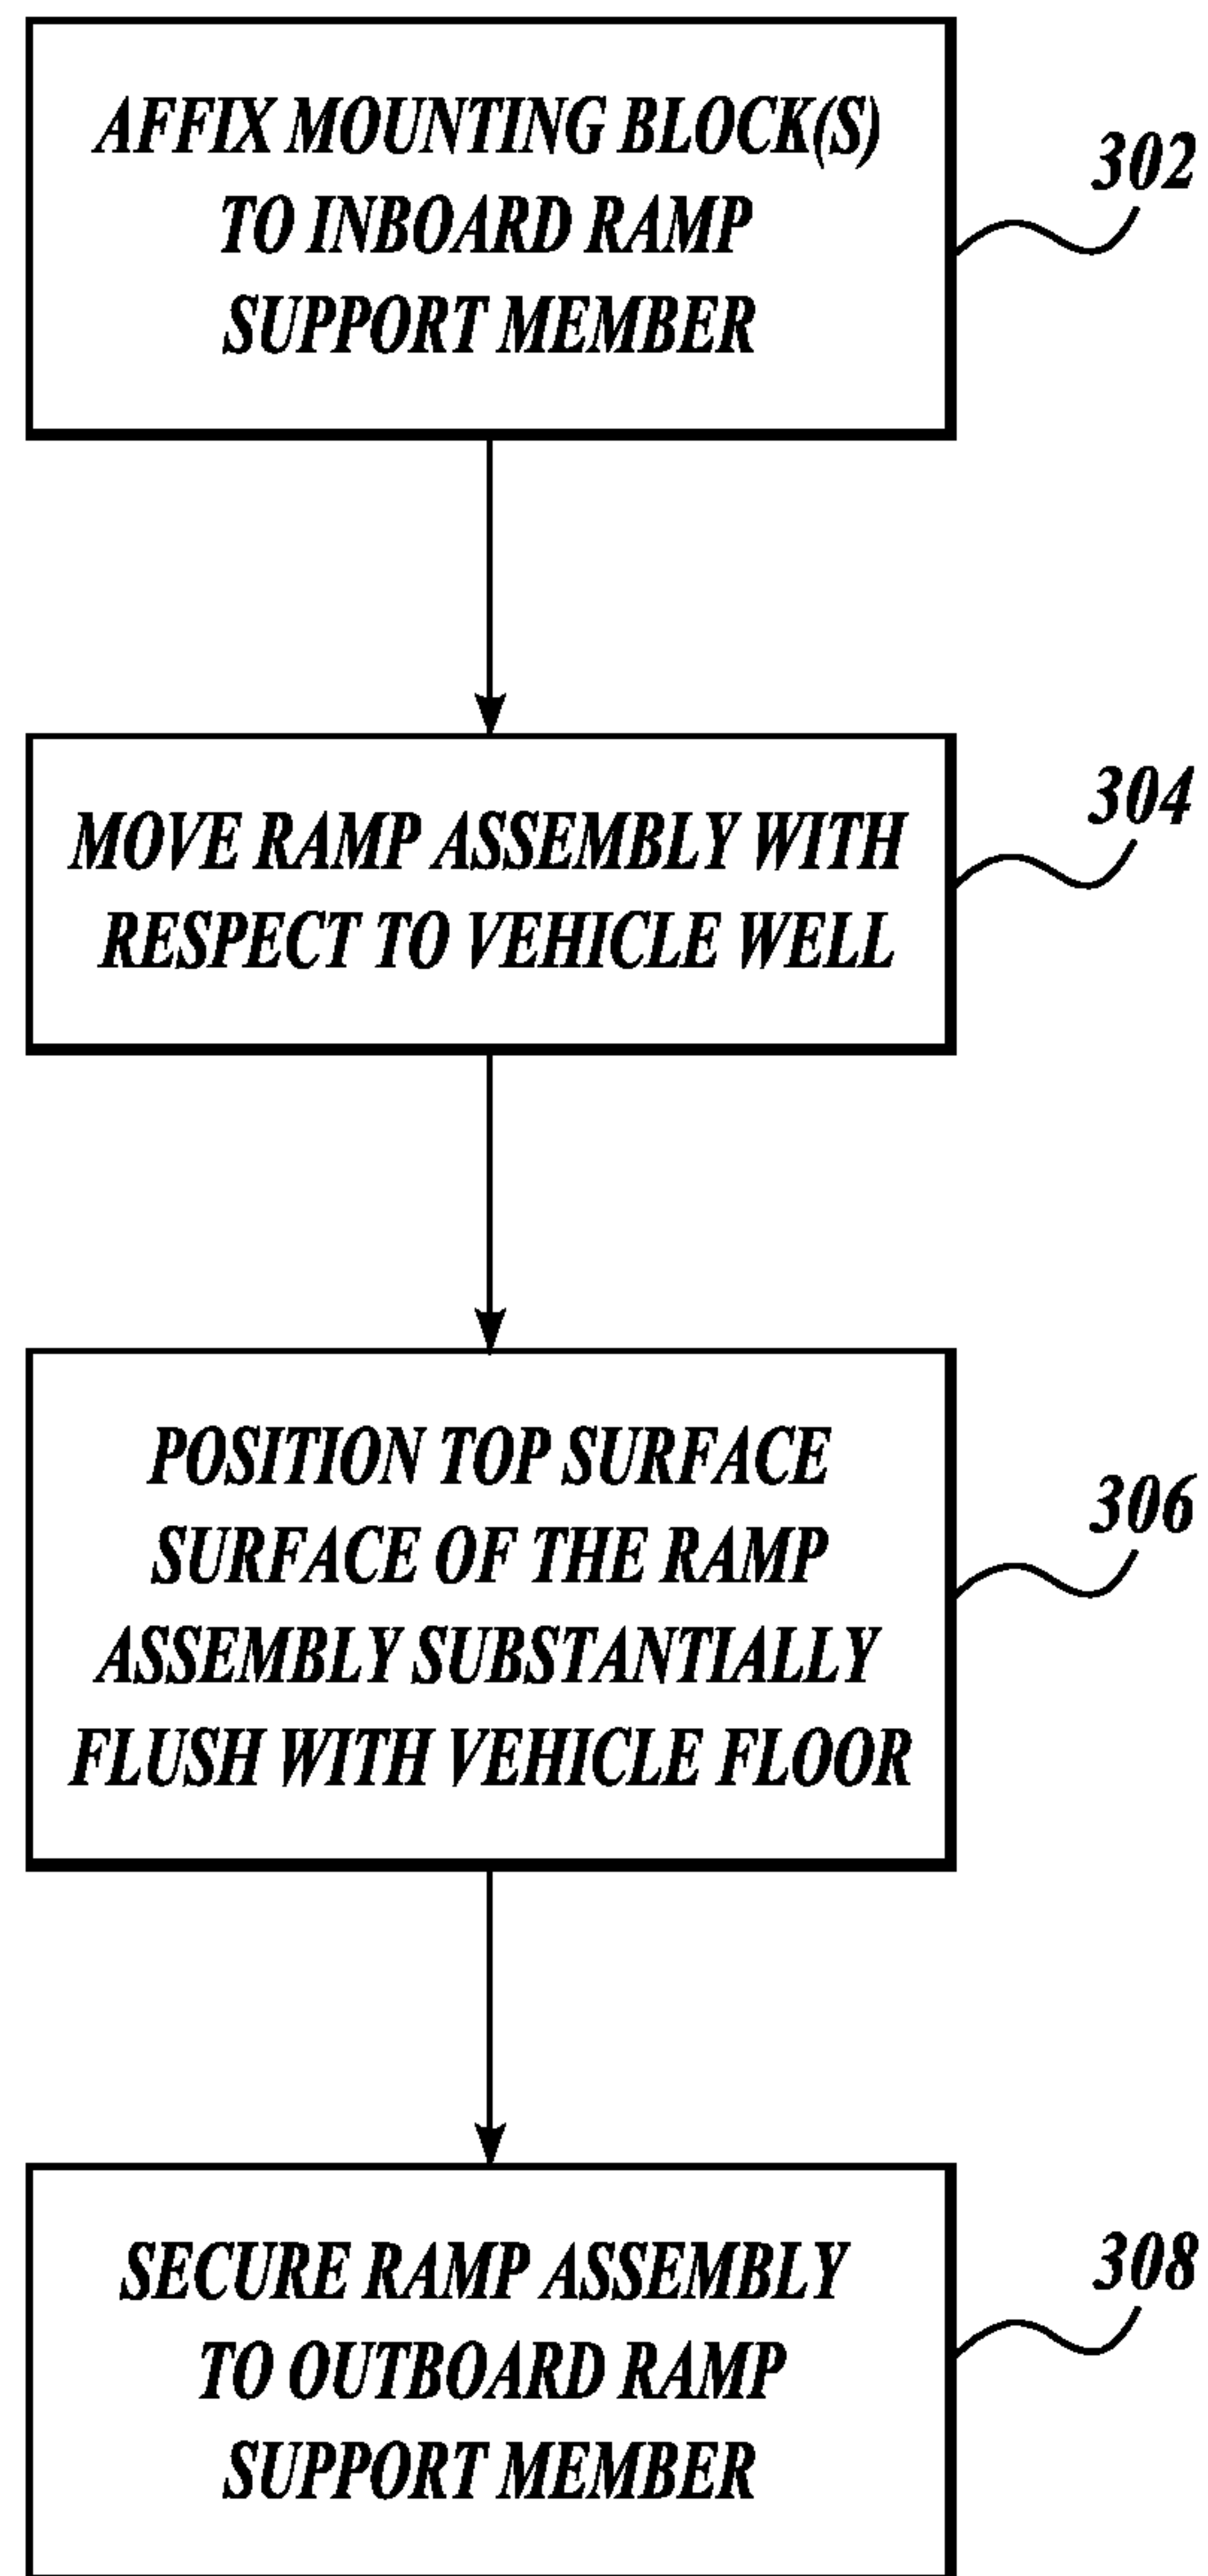 AFFIX MOUNTING BLOCK(S)
TO INBOARD RAMP
SUPPORT MEMBER
302
MOVE RAMP ASSEMBLY WITH
RESPECT TO VEHICLE WELL
304
POSITION TOP SURFACE
SURFACE OF THE RAMP
ASSEMBLY SUBSTANTIALLY
FLUSH WITH VEHICLE FLOOR
306
SECURE RAMP ASSEMBLY
TO OUTBOARD RAMP
SUPPORT MEMBER
308